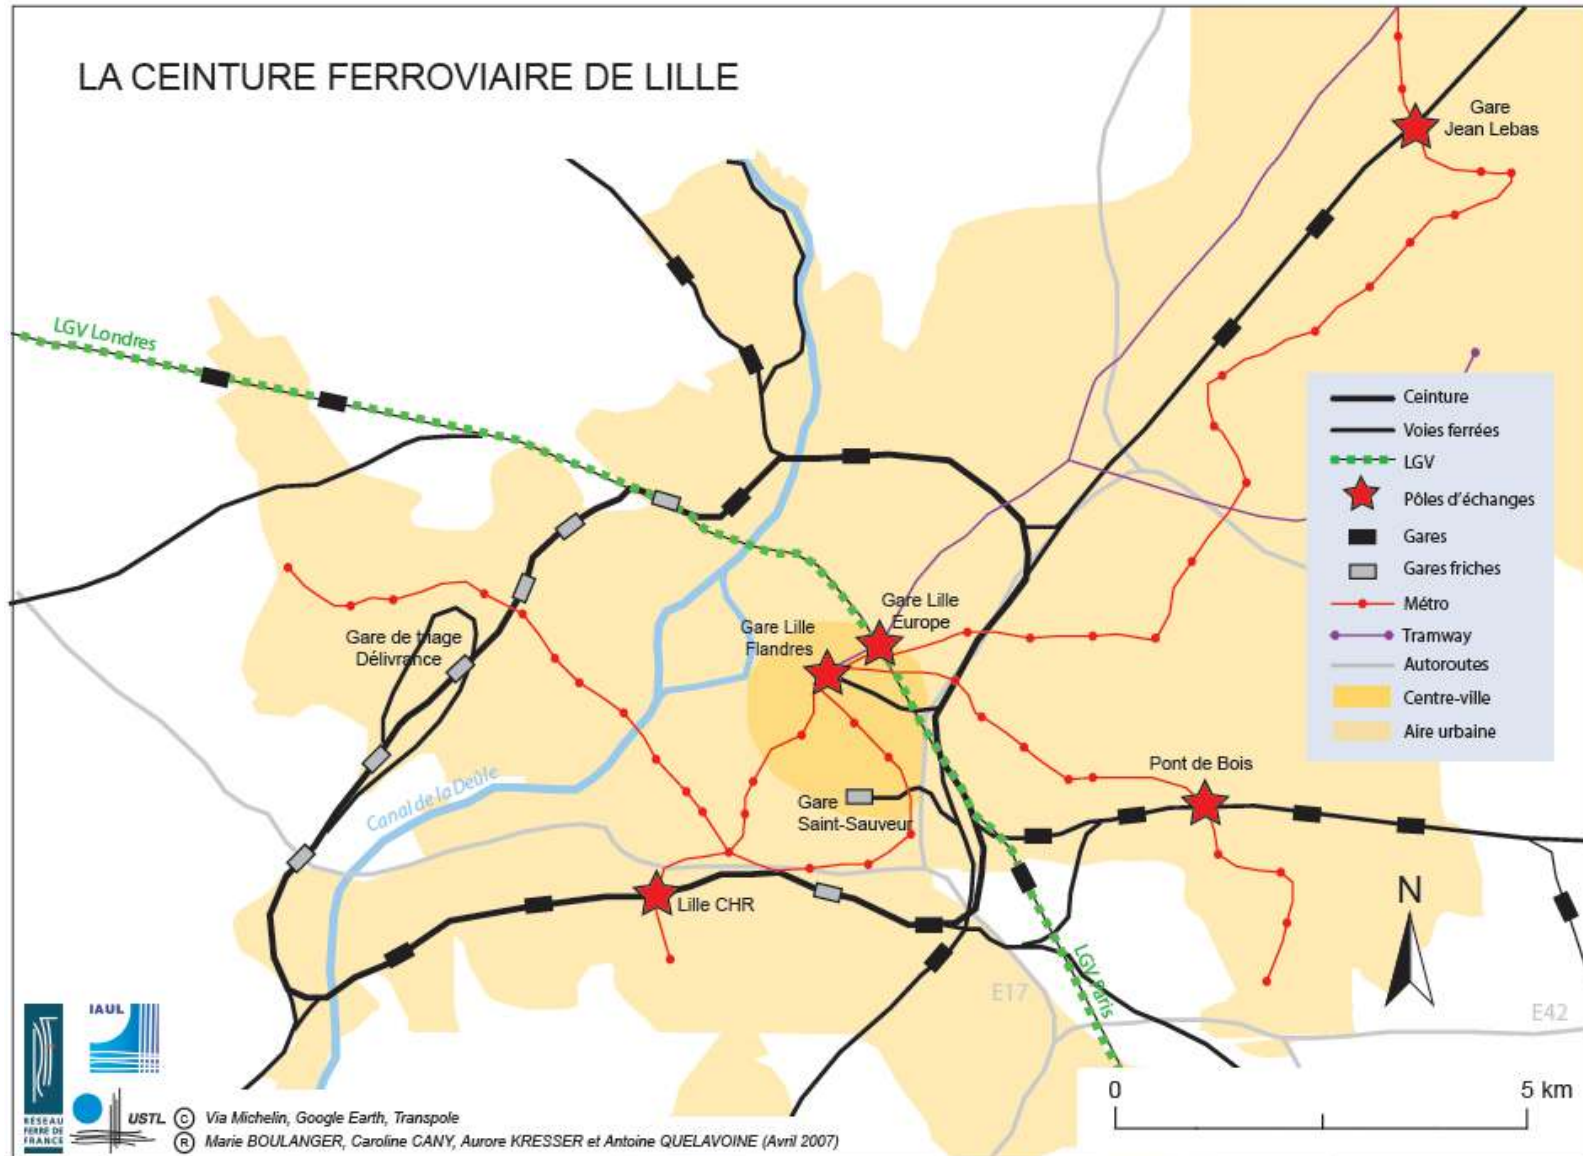 LA CEINTURE FERROVIAIRE DE LILLE
Gare
Jean Lebas
LGV Londres
Ceinture
Voies ferrées
LGV
Pôles d'échanges
Gares
Gares friches
Métro
Tramway
Autoroutes
Centre-ville
Aire urbaine
Gare Lille
Europe
Gare Lille
Flandres
Gare de triage
Délivrance
Canal de la Deûle
Pont de Bois
Gare
Saint-Sauveur
Lille CHR
N
LGV Paris
E17
E42
IAUL
RESEAU
FERRE DE
FRANCE
USTL
C Via Michelin, Google Earth, Transpole
R Marie BOULANGER, Caroline CANY, Aurore KRESSER et Antoine QUELAVOINE (Avril 2007)
0 5 km